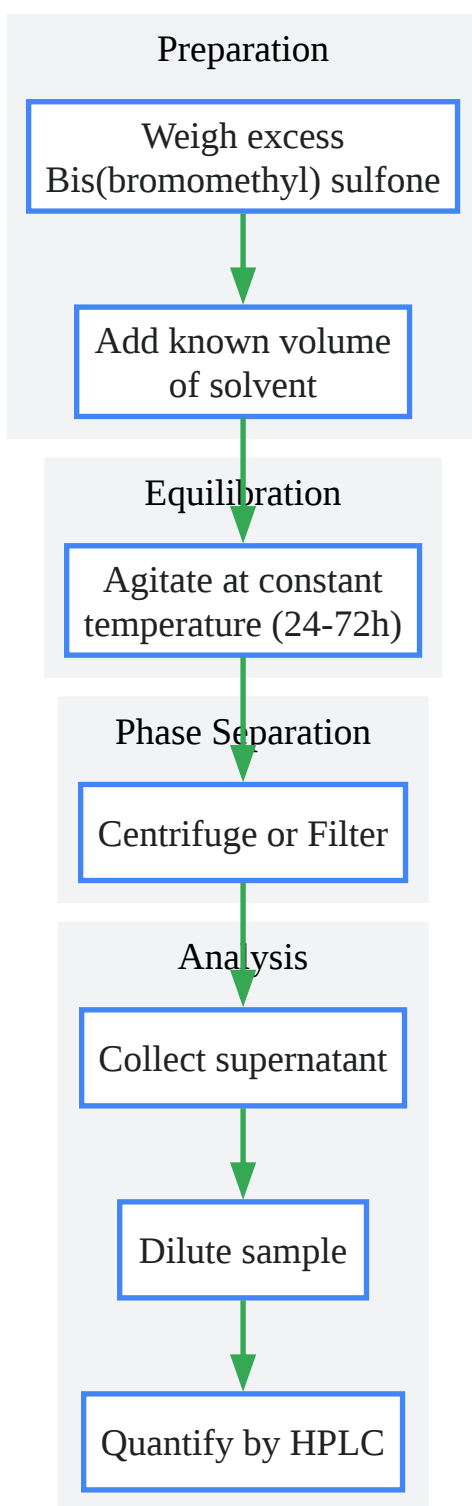 Preparation
Weigh excess
Bis(bromomethyl) sulfone
Add known volume
of solvent
Equilibration
Agitate at constant
temperature (24-72h)
Phase Separation
Centrifuge or Filter
Analysis
Collect supernatant
Dilute sample
Quantify by HPLC